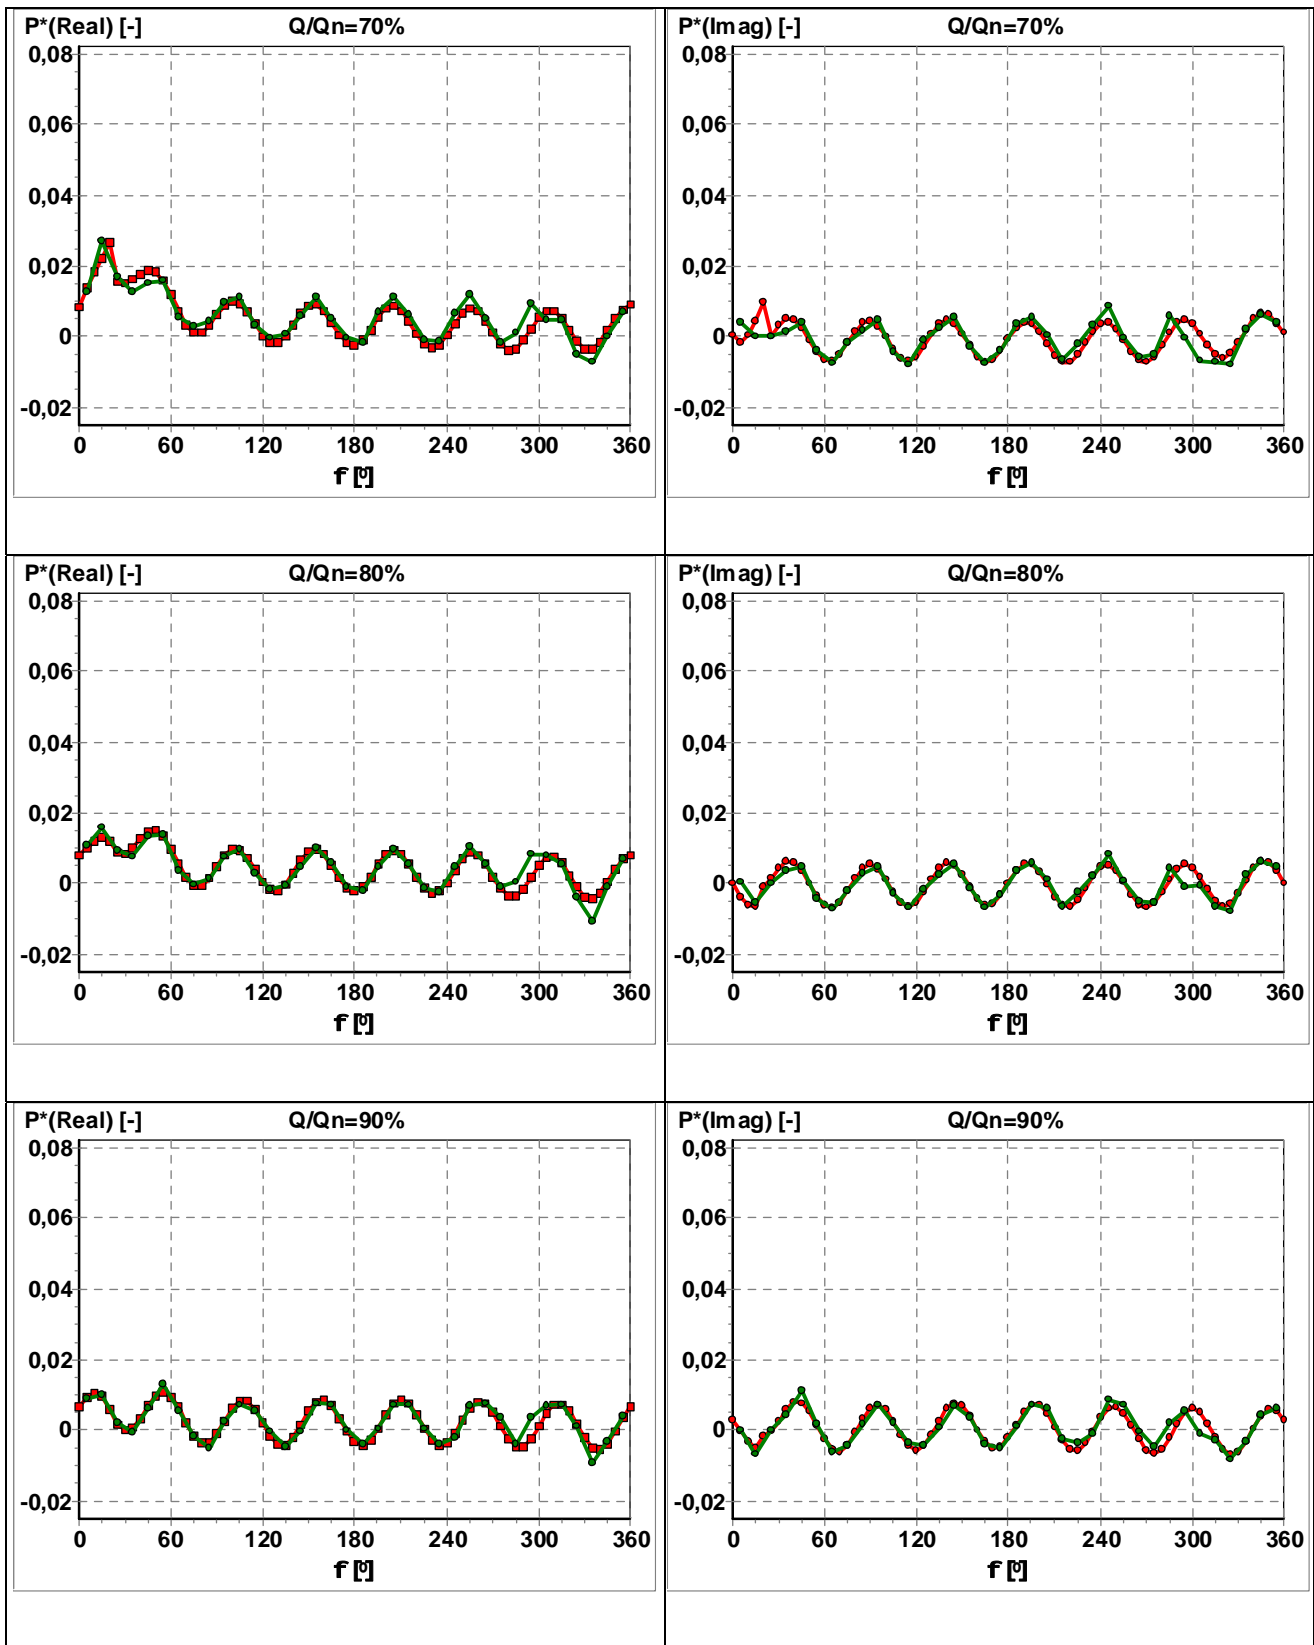 P*(Real) [-] Q/Qn=70%
0,08
0,06
0,04
0,02
0
-0,02
0 60 120 180 240 300 360
f [º]
P*(Imag) [-] Q/Qn=70%
0,08
0,06
0,04
0,02
0
-0,02
0 60 120 180 240 300 360
f [º]
P*(Real) [-] Q/Qn=80%
0,08
0,06
0,04
0,02
0
-0,02
0 60 120 180 240 300 360
f [º]
P*(Imag) [-] Q/Qn=80%
0,08
0,06
0,04
0,02
0
-0,02
0 60 120 180 240 300 360
f [º]
P*(Real) [-] Q/Qn=90%
0,08
0,06
0,04
0,02
0
-0,02
0 60 120 180 240 300 360
f [º]
P*(Imag) [-] Q/Qn=90%
0,08
0,06
0,04
0,02
0
-0,02
0 60 120 180 240 300 360
f [º]